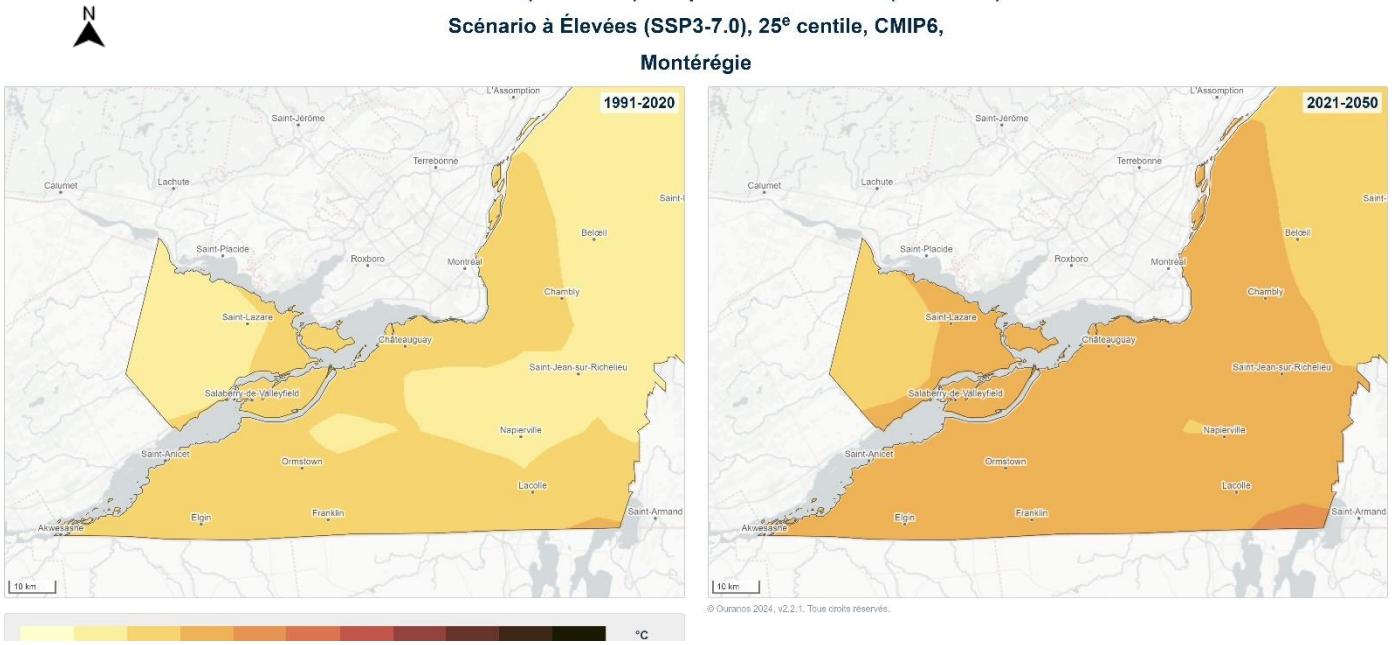 N
Scénario à Élevées (SSP3-7.0), 25e centile, CMIP6,
Montérégie
1991-2020
L'Assomption
Saint-Jérôme
Terrebonne
Calumet
Lachute
Saint-
Belœil
Saint-Placide
Roxboro
Montréal
Chambly
Saint-Lazare
Châteauguay
Saint-Jean-sur-Richelieu
Salaberry-de-Valleyfield
Napierville
Saint-Anicet
Ormstown
Lacolle
Elgin
Franklin
Saint-Armand
Akwesasne
10 km
°C
2021-2050
L'Assomption
Saint-Jérôme
Terrebonne
Calumet
Lachute
Saint-
Belœil
Saint-Placide
Roxboro
Montréal
Chambly
Saint-Lazare
Châteauguay
Saint-Jean-sur-Richelieu
Salaberry-de-Valleyfield
Napierville
Saint-Anicet
Ormstown
Lacolle
Elgin
Franklin
Saint-Armand
Akwesasne
10 km
© Ouranos 2024, v2.2.1. Tous droits réservés.